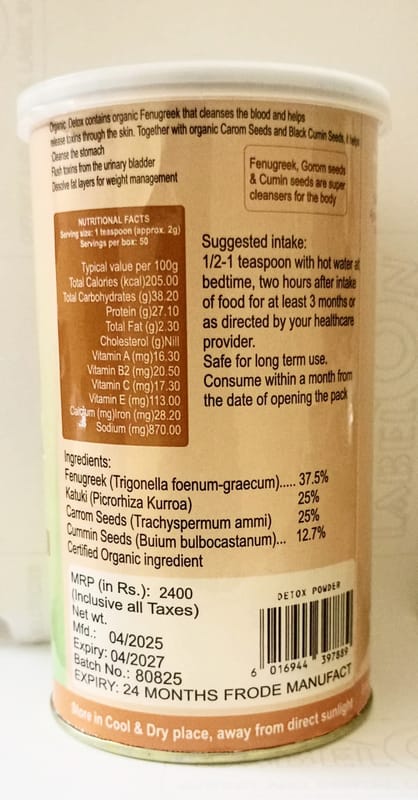 Organic Detox contains organic Fenugreek that cleanses the blood and helps
release toxins through the skin. Together with organic Carom Seeds and Black Cumin Seeds, it helps
Cleanse the stomach
Flush toxins from the urinary bladder
Dissolve fat layers for weight management
Fenugreek, Gorom seeds
& Cumin seeds are super
cleansers for the body
NUTRITIONAL FACTS
Serving size: 1 teaspoon (approx. 2g)
Servings per box: 50
Typical value per 100g
Total Calories (kcal)205.00
Total Carbohydrates (g)38.20
Protein (g)27.10
Total Fat (g)2.30
Cholesterol (g)Nill
Vitamin A (mg)16.30
Vitamin B2 (mg)20.50
Vitamin C (mg)17.30
Vitamin E (mg)113.00
Calcium (mg)Iron (mg)28.20
Sodium (mg)870.00
Suggested intake:
1/2-1 teaspoon with hot water at
bedtime, two hours after intake
of food for at least 3 months or
as directed by your healthcare
provider.
Safe for long term use.
Consume within a month from
the date of opening the pack
Ingredients:
Fenugreek (Trigonella foenum-graecum)..... 37.5%
Katuki (Picrorhiza Kurroa) 25%
Carrom Seeds (Trachyspermum ammi) 25%
Cummin Seeds (Buium bulbocastanum)... 12.7%
Certified Organic ingredient
MRP (in Rs.): 2400
(Inclusive all Taxes)
Net wt.
Mfd.: 04/2025
Expiry: 04/2027
Batch No.: 80825
EXPIRY: 24 MONTHS FRODE MANUFACT
DETOX POWDER
6 016944 397889
Store in Cool & Dry place, away from direct sunlight